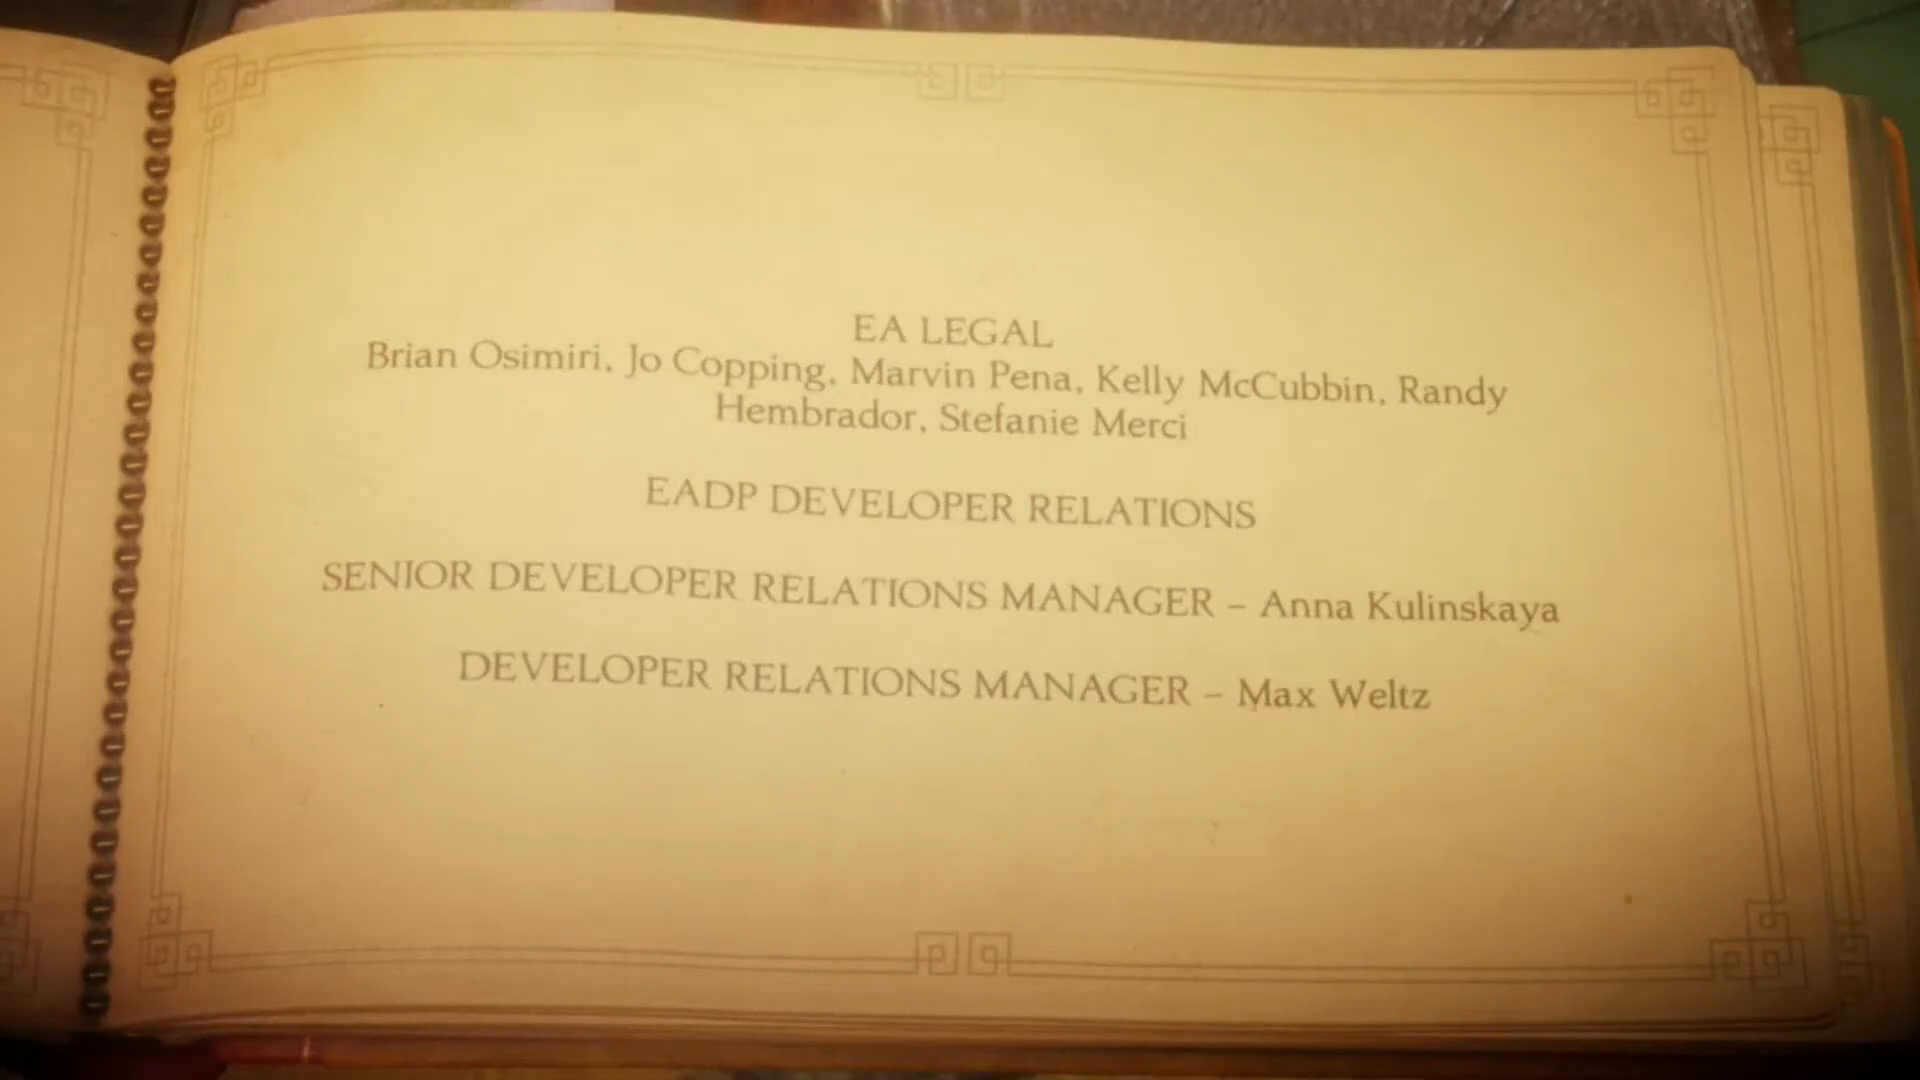 EA LEGAL
Brian Osimiri, Jo Copping, Marvin Pena, Kelly McCubbin, Randy
Hembrador, Stefanie Merci
EADP DEVELOPER RELATIONS
SENIOR DEVELOPER RELATIONS MANAGER – Anna Kulinskaya
DEVELOPER RELATIONS MANAGER – Max Weltz